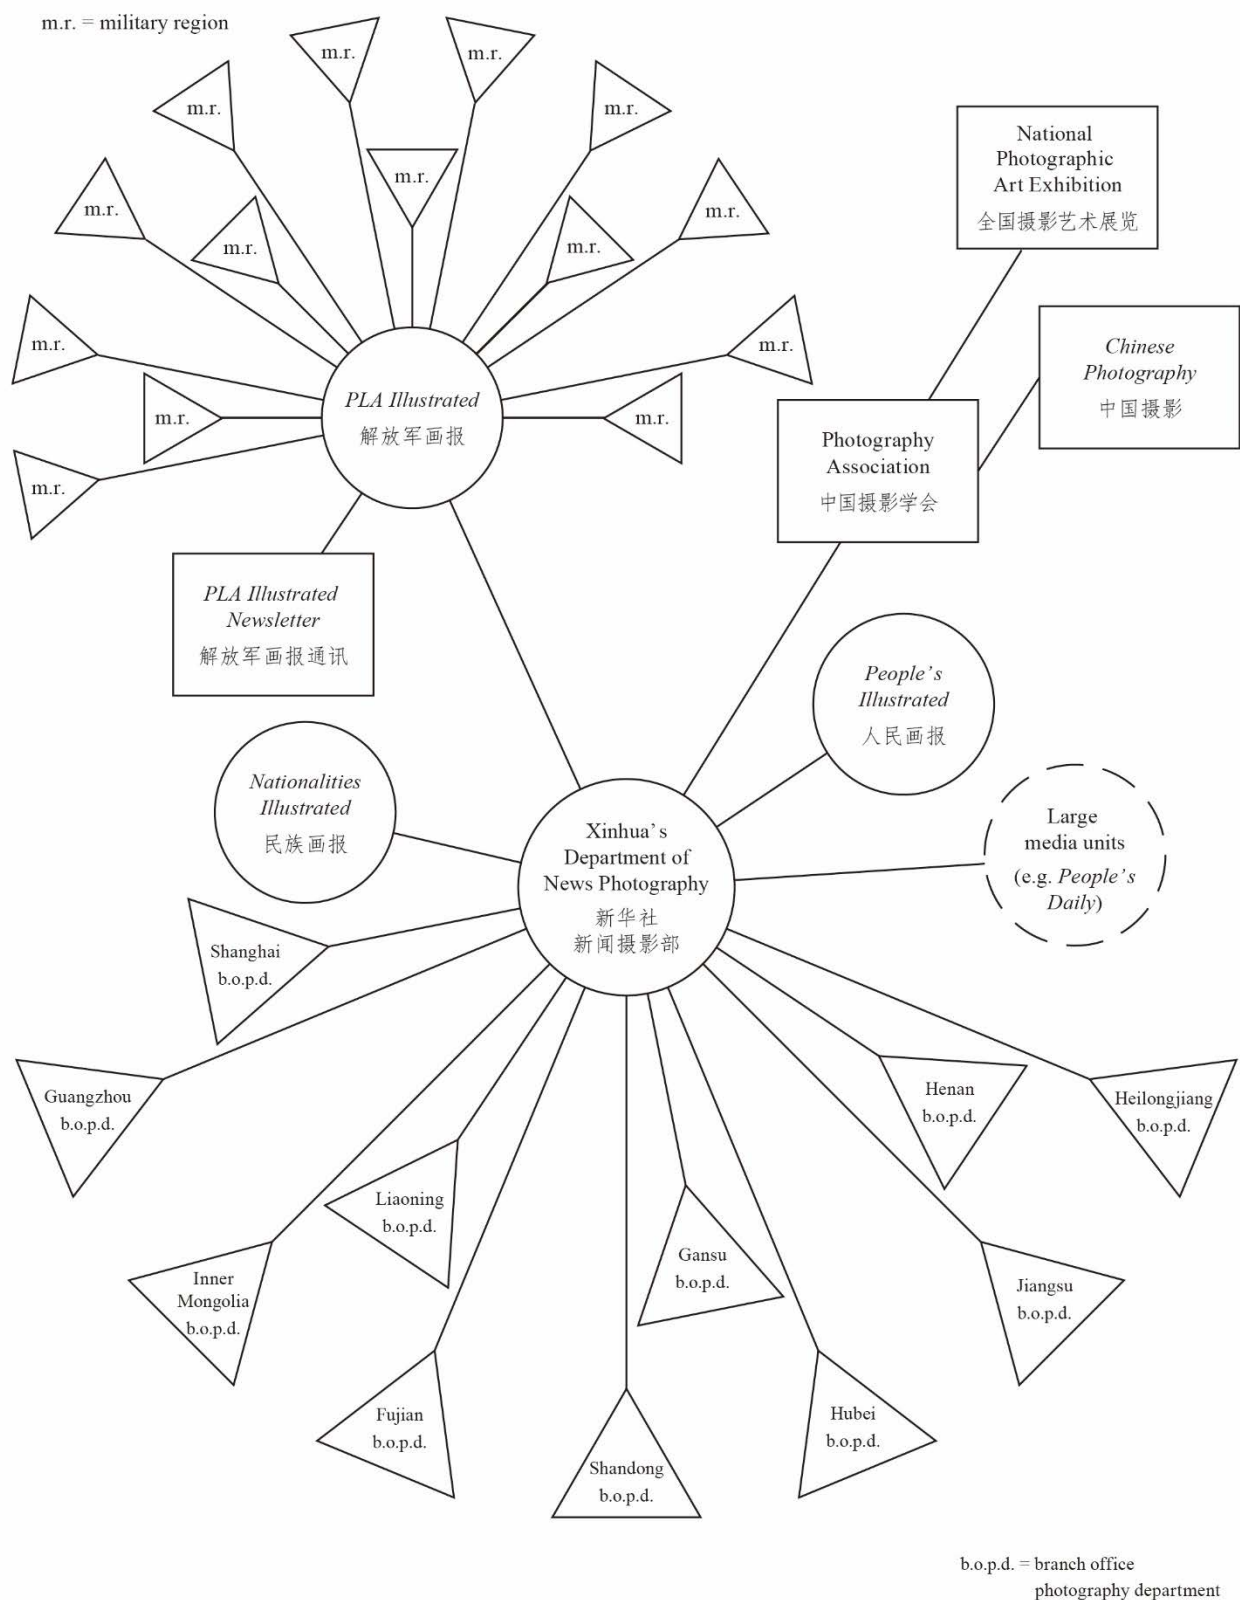 m.r. = military region
m.r.
m.r.
m.r.
m.r.
m.r.
m.r.
m.r.
m.r.
m.r.
m.r.
m.r.
m.r.
m.r.
m.r.
National
Photographic
Art Exhibition
全国摄影艺术展览
Chinese
Photography
中国摄影
PLA Illustrated
解放军画报
Photography
Association
中国摄影学会
PLA Illustrated
Newsletter
解放军画报通讯
People’s
Illustrated
人民画报
Nationalities
Illustrated
民族画报
Large
media units
(e.g. People’s
Daily)
Xinhua’s
Department of
News Photography
新华社
新闻摄影部
Shanghai
b.o.p.d.
Guangzhou
b.o.p.d.
Henan
b.o.p.d.
Heilongjiang
b.o.p.d.
Liaoning
b.o.p.d.
Gansu
b.o.p.d.
Inner
Mongolia
b.o.p.d.
Jiangsu
b.o.p.d.
Fujian
b.o.p.d.
Hubei
b.o.p.d.
Shandong
b.o.p.d.
b.o.p.d. = branch office
photography department